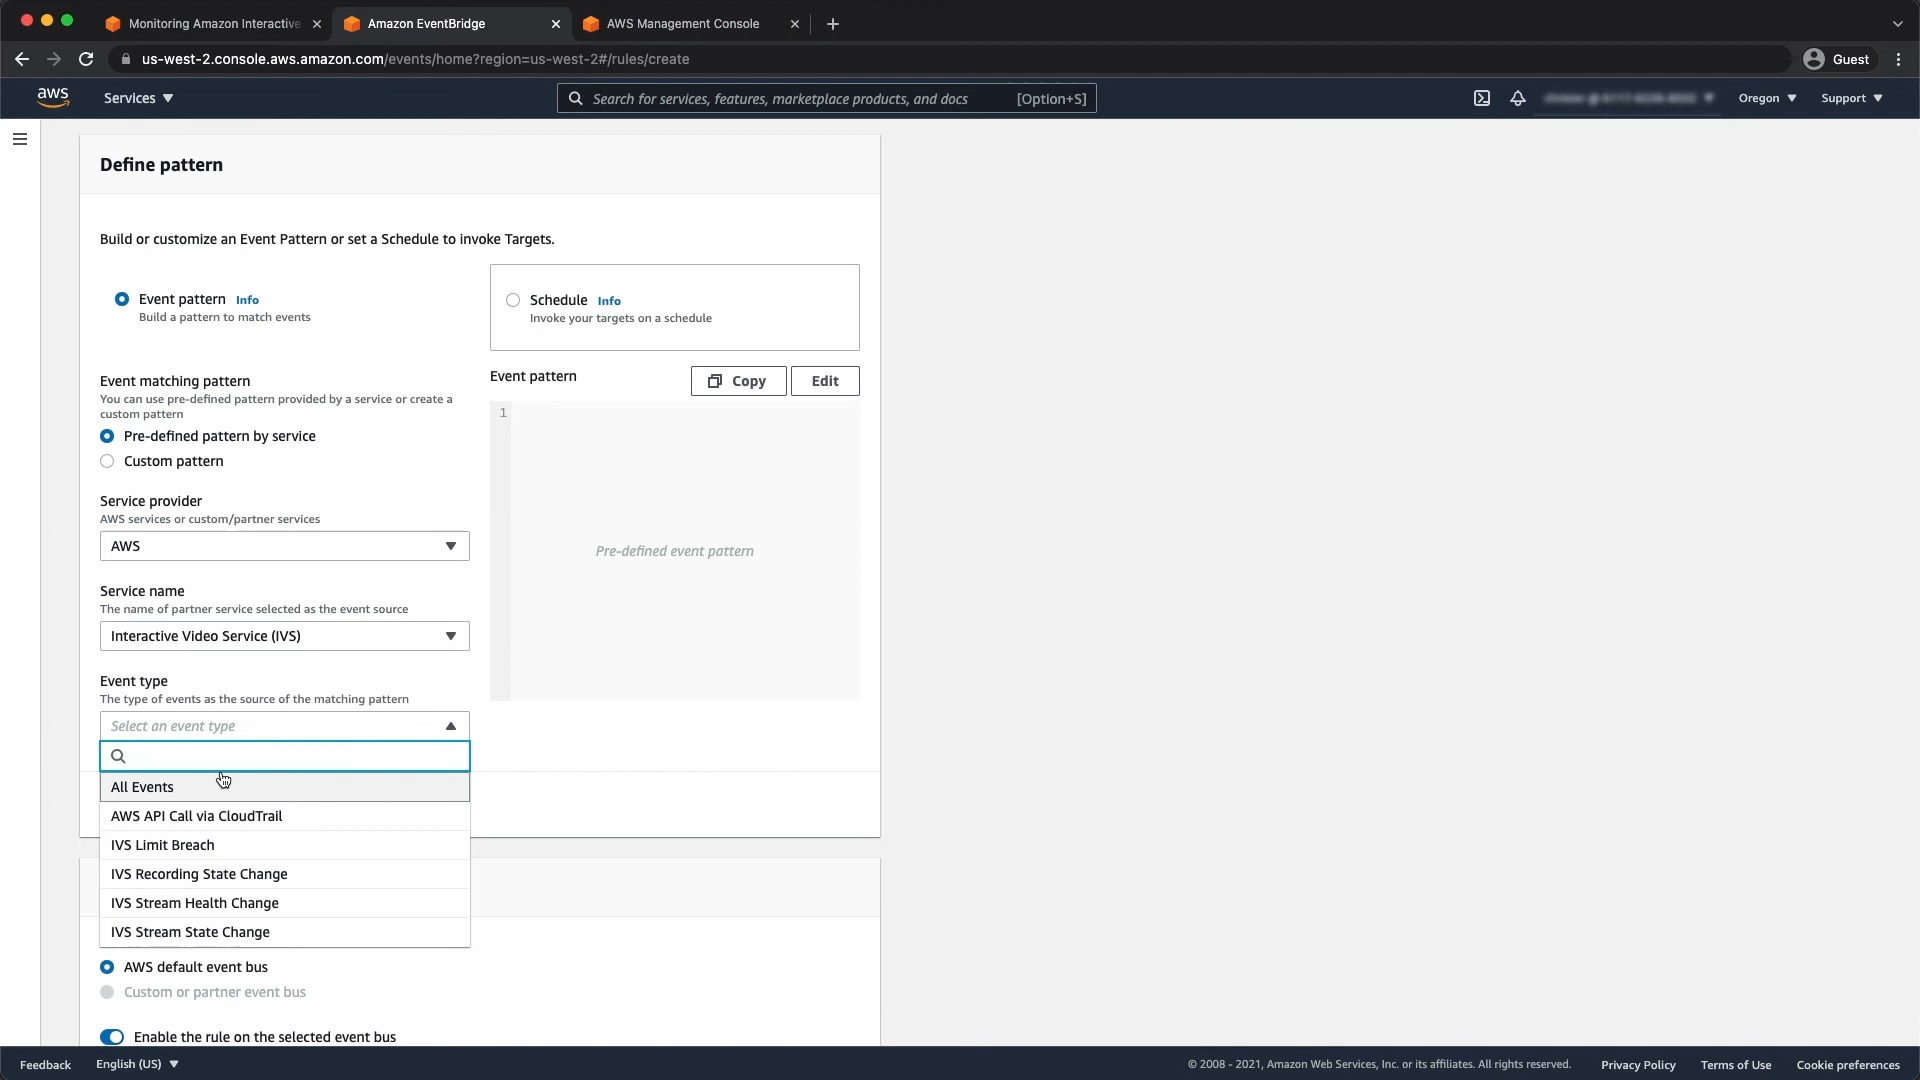 Monitoring Amazon Interactive
Amazon EventBridge
AWS Management Console
us-west-2.console.aws.amazon.com/events/home?region=us-west-2#/rules/create
Guest
aws
Services
Search for services, features, marketplace products, and docs
[Option+S]
Oregon
Support
Define pattern
Build or customize an Event Pattern or set a Schedule to invoke Targets.
Event pattern Info
Build a pattern to match events
Schedule Info
Invoke your targets on a schedule
Event matching pattern
You can use pre-defined pattern provided by a service or create a
custom pattern
Pre-defined pattern by service
Custom pattern
Service provider
AWS services or custom/partner services
AWS
Service name
The name of partner service selected as the event source
Interactive Video Service (IVS)
Event type
The type of events as the source of the matching pattern
Select an event type
All Events
AWS API Call via CloudTrail
IVS Limit Breach
IVS Recording State Change
IVS Stream Health Change
IVS Stream State Change
Event pattern
Copy
Edit
1
Pre-defined event pattern
AWS default event bus
Custom or partner event bus
Enable the rule on the selected event bus
Feedback
English (US)
© 2008 - 2021, Amazon Web Services, Inc. or its affiliates. All rights reserved.
Privacy Policy
Terms of Use
Cookie preferences